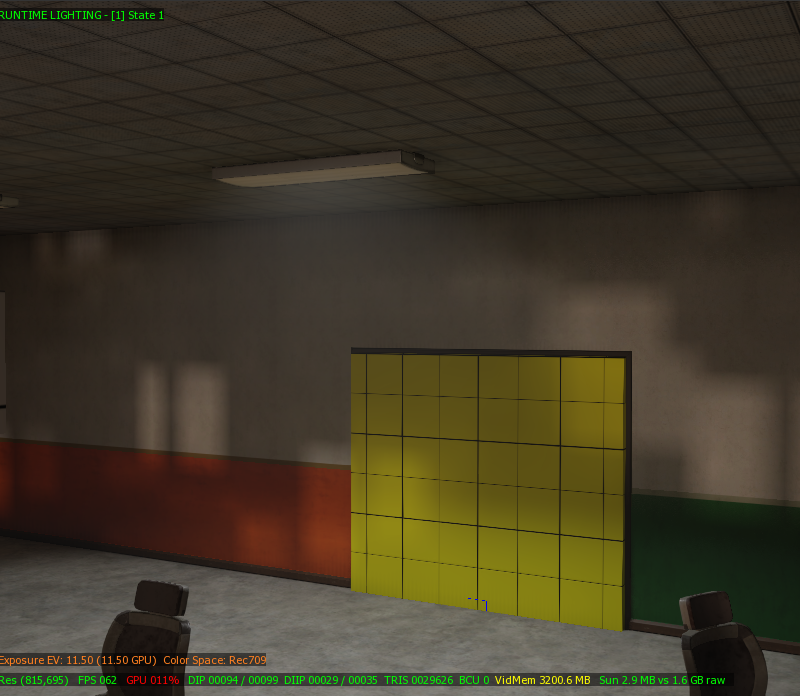 RUNTIME LIGHTING - [1] State 1
Exposure EV: 11.50 (11.50 GPU) Color Space: Rec709
Res (815,695) FPS 062 GPU 011% DIP 00094 / 00099 DIIP 00029 / 00035 TRIS 0029626 BCU 0 VidMem 3200.6 MB Sun 2.9 MB vs 1.6 GB raw